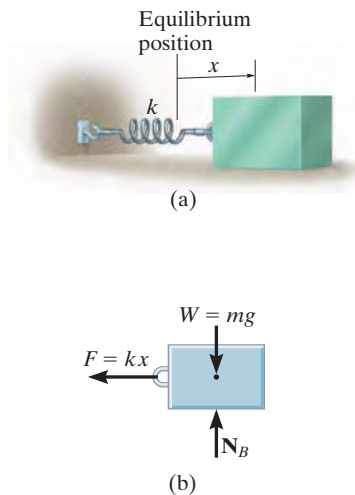 Equilibrium
position
x
k
(a)
W = mg
F = kx
N_B
(b)